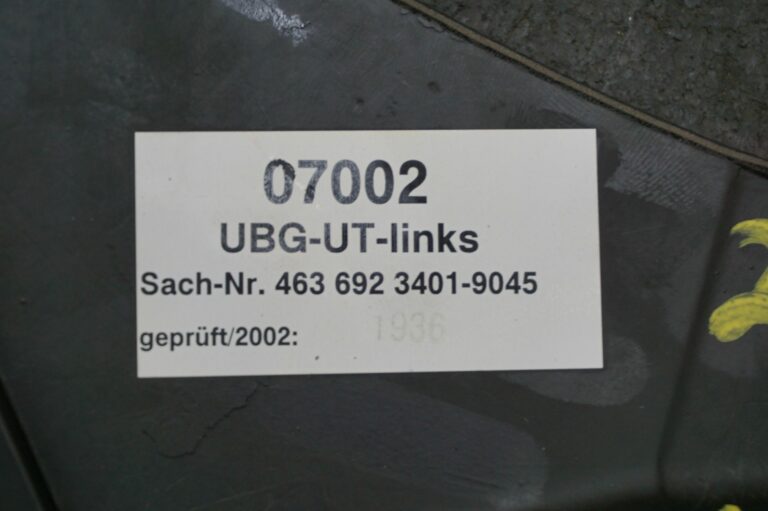 07002
UBG-UT-links
Sach-Nr. 463 692 3401-9045
geprüft/2002: 1936